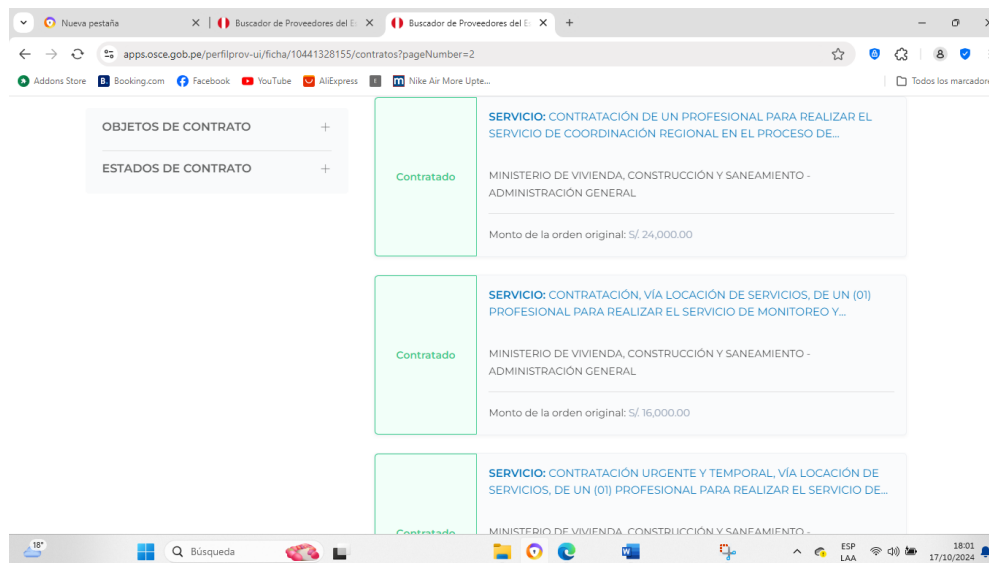 Nueva pestaña
Buscador de Proveedores del E
Buscador de Proveedores del E
apps.osce.gob.pe/perfilprov-ui/ficha/10441328155/contratos?pageNumber=2
Addons Store Booking.com Facebook YouTube AliExpress Nike Air More Upte... Todos los marcadore
OBJETOS DE CONTRATO
ESTADOS DE CONTRATO
Contratado
SERVICIO: CONTRATACIÓN DE UN PROFESIONAL PARA REALIZAR EL
SERVICIO DE COORDINACIÓN REGIONAL EN EL PROCESO DE...
MINISTERIO DE VIVIENDA, CONSTRUCCIÓN Y SANEAMIENTO -
ADMINISTRACIÓN GENERAL
Monto de la orden original: S/. 24,000.00
Contratado
SERVICIO: CONTRATACIÓN, VÍA LOCACIÓN DE SERVICIOS, DE UN (01)
PROFESIONAL PARA REALIZAR EL SERVICIO DE MONITOREO Y...
MINISTERIO DE VIVIENDA, CONSTRUCCIÓN Y SANEAMIENTO -
ADMINISTRACIÓN GENERAL
Monto de la orden original: S/. 16,000.00
Contratado
SERVICIO: CONTRATACIÓN URGENTE Y TEMPORAL, VÍA LOCACIÓN DE
SERVICIOS, DE UN (01) PROFESIONAL PARA REALIZAR EL SERVICIO DE...
MINISTERIO DE VIVIENDA, CONSTRUCCIÓN Y SANEAMIENTO -
18°
Búsqueda
ESP
LAA
18:01
17/10/2024